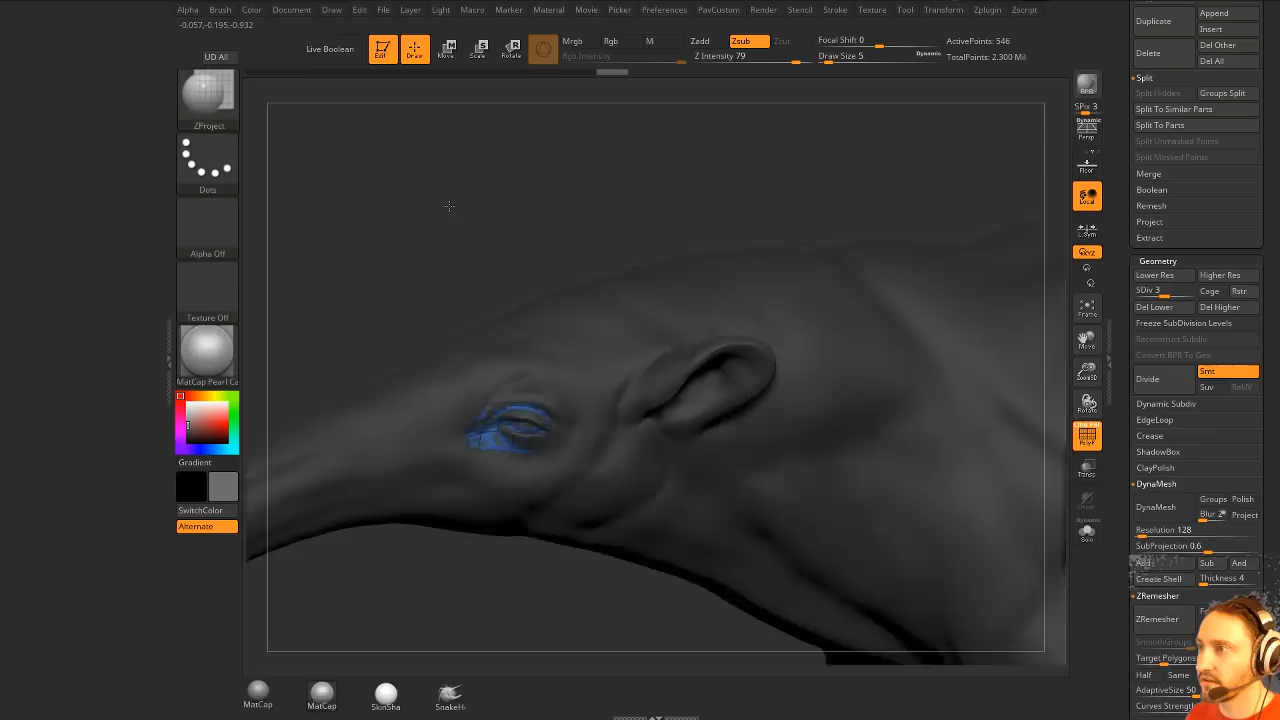 Alpha Brush Color Document Draw Edit File Layer Light Macro Marker Material Movie Picker Preferences PavCustom Render Stencil Stroke Texture Tool Transform Zplugin Zscript
-0.057,-0.195,-0.932
UD All
Live Boolean
Edit
Draw
Move
Scale
Rotate
Mrgb Rgb M
Rgb Intensity
Zadd Zsub Zcut
Z Intensity 79
Focal Shift 0
Draw Size 5
Dynamic
ActivePoints: 546
TotalPoints: 2.300 Mil
ZProject
Dots
Alpha Off
Texture Off
MatCap Pearl Ca
Gradient
SwitchColor
Alternate
BPR
SPix 3
Dynamic
Persp
Floor
Local
L.Sym
XYZ
Frame
Move
Zoom3D
Rotate
Line Fill
PolyF
Transp
Dynamic
Solo
Duplicate
Append
Insert
Delete
Del Other
Del All
Split
Split Hidden Groups Split
Split To Similar Parts
Split To Parts
Split Unmasked Points
Split Masked Points
Merge
Boolean
Remesh
Project
Extract
Geometry
Lower Res Higher Res
SDiv 3 Cage Rstr
Del Lower Del Higher
Freeze SubDivision Levels
Reconstruct Subdiv
Convert BPR To Geo
Divide
Smt
Suv ReUV
Dynamic Subdiv
EdgeLoop
Crease
ShadowBox
ClayPolish
DynaMesh
DynaMesh
Groups Polish
Blur 2 Project
Resolution 128
SubProjection 0.6
Add Sub And
Create Shell Thickness 4
ZRemesher
ZRemesher
Target Polygons
Half Same
AdaptiveSize 50
Curves Strength
MatCap MatCap SkinSha SnakeH